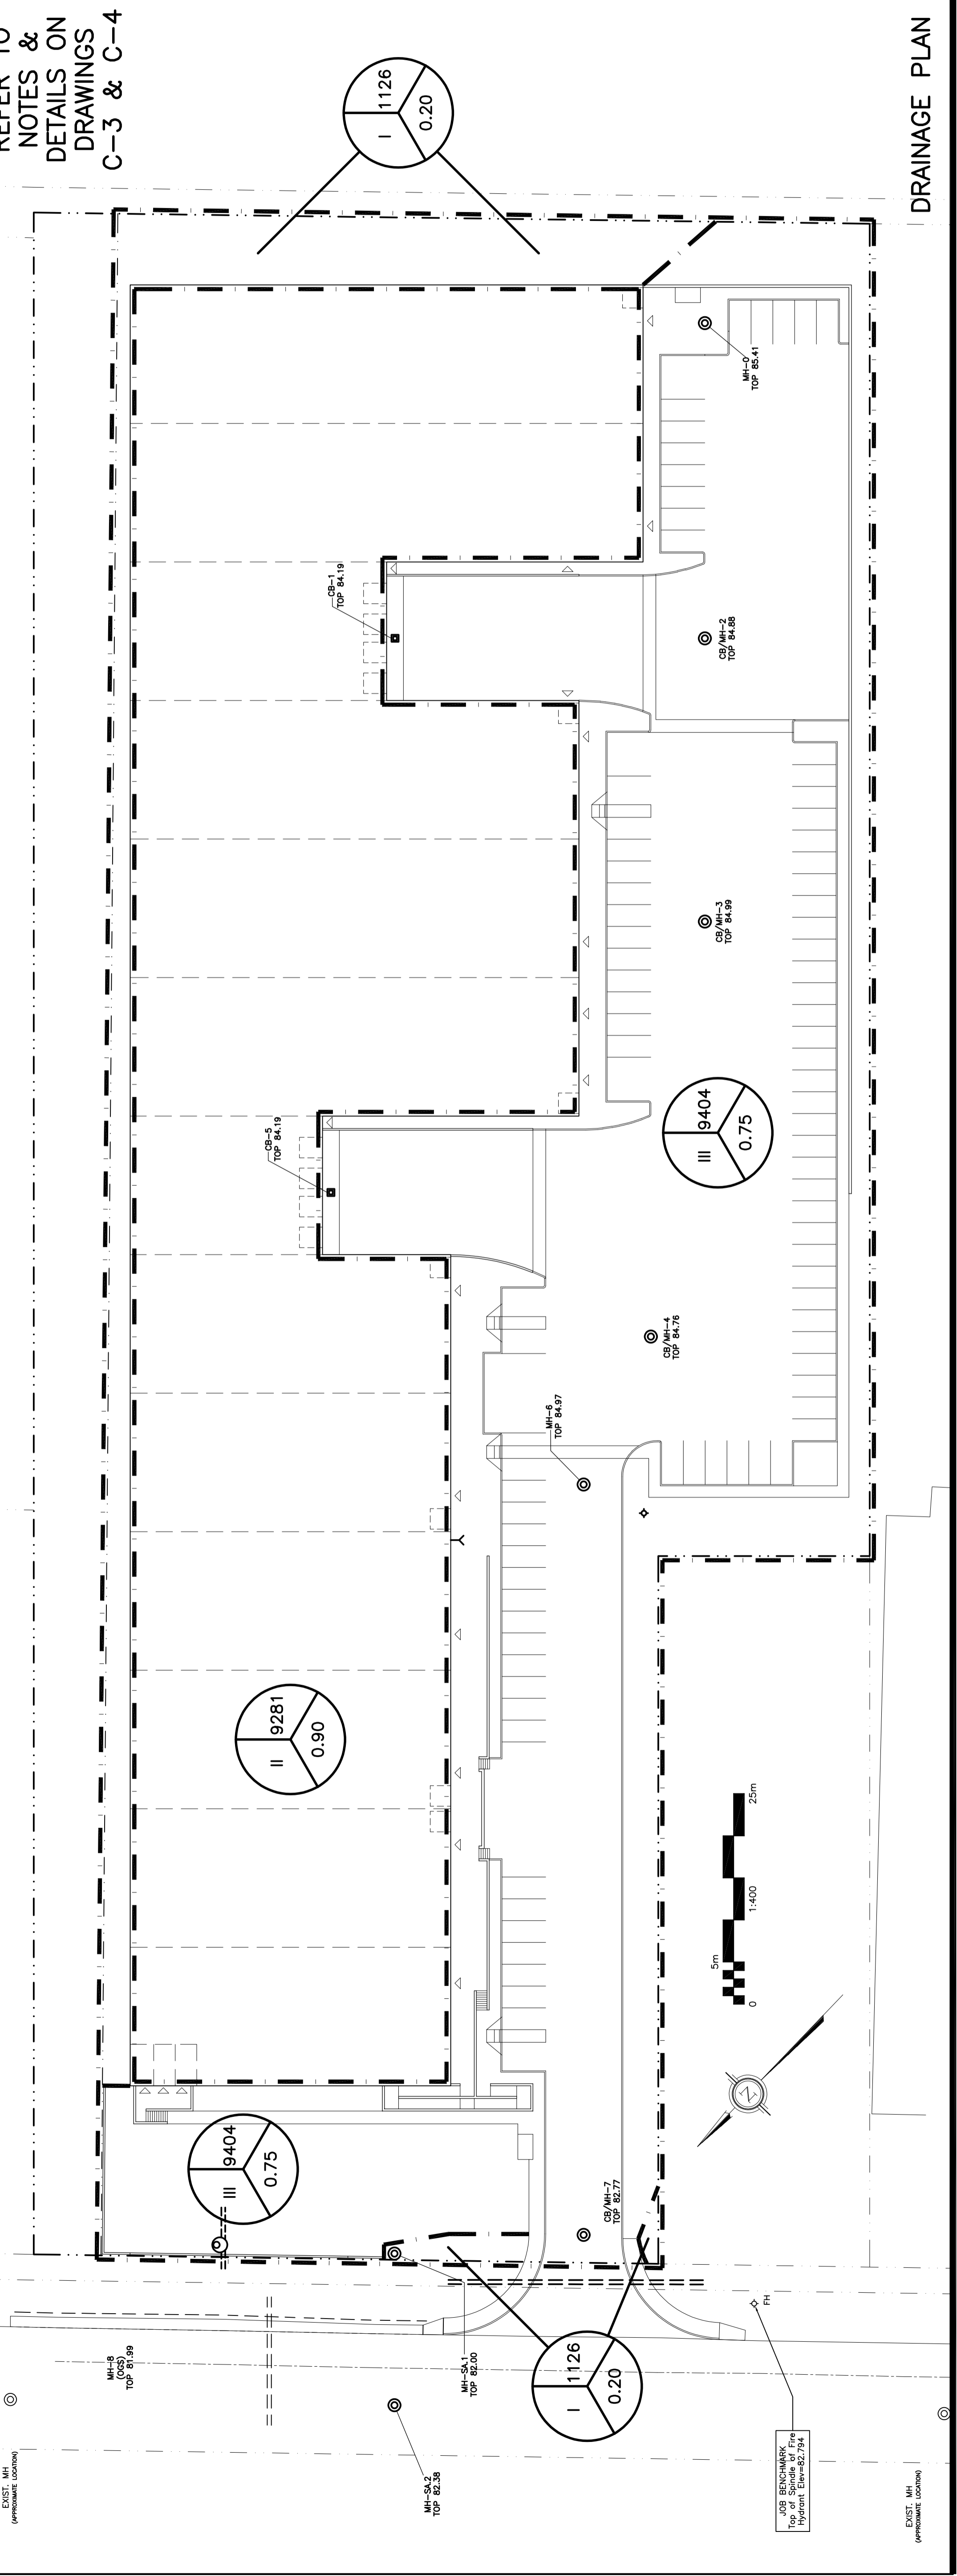 REFER TO
NOTES &
DETAILS ON
DRAWINGS
C-3 & C-4
I
1126
0.20
DRAINAGE PLAN
MH-0
TOP 85.41
CB-1
TOP 84.19
CB/MH-2
TOP 84.88
CB/MH-3
TOP 84.99
CB-5
TOP 84.19
III
9404
0.75
CB/MH-4
TOP 84.76
MH-6
TOP 84.97
II
9281
0.90
5m
0
1:400
25m
N
III
9404
0.75
CB/MH-7
TOP 82.77
MH-8
(OGS)
TOP 81.99
MH-SA.1
TOP 82.00
I
1126
0.20
FH
MH-SA.2
TOP 82.38
JOB BENCHMARK
Top of Spindle of Fire
Hydrant Elev=82.794
EXIST. MH
(APPROXIMATE LOCATION)
EXIST. MH
(APPROXIMATE LOCATION)